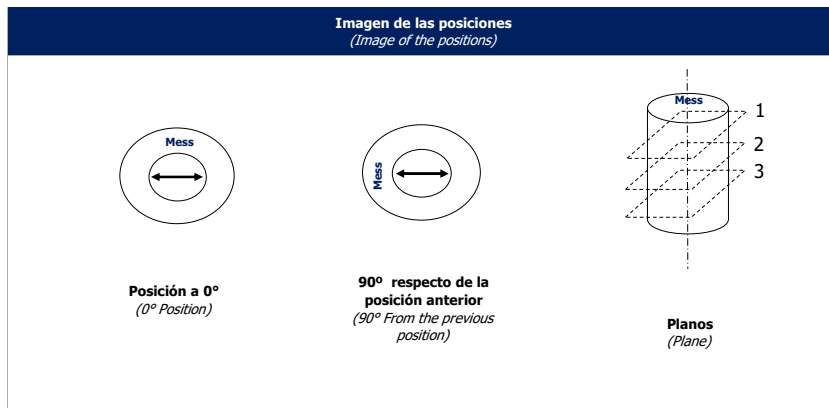 Imagen de las posiciones
(Image of the positions)
Mess
Posición a 0°
(0° Position)
Mess
90º respecto de la
posición anterior
(90° From the previous
position)
Mess
1
2
3
Planos
(Plane)